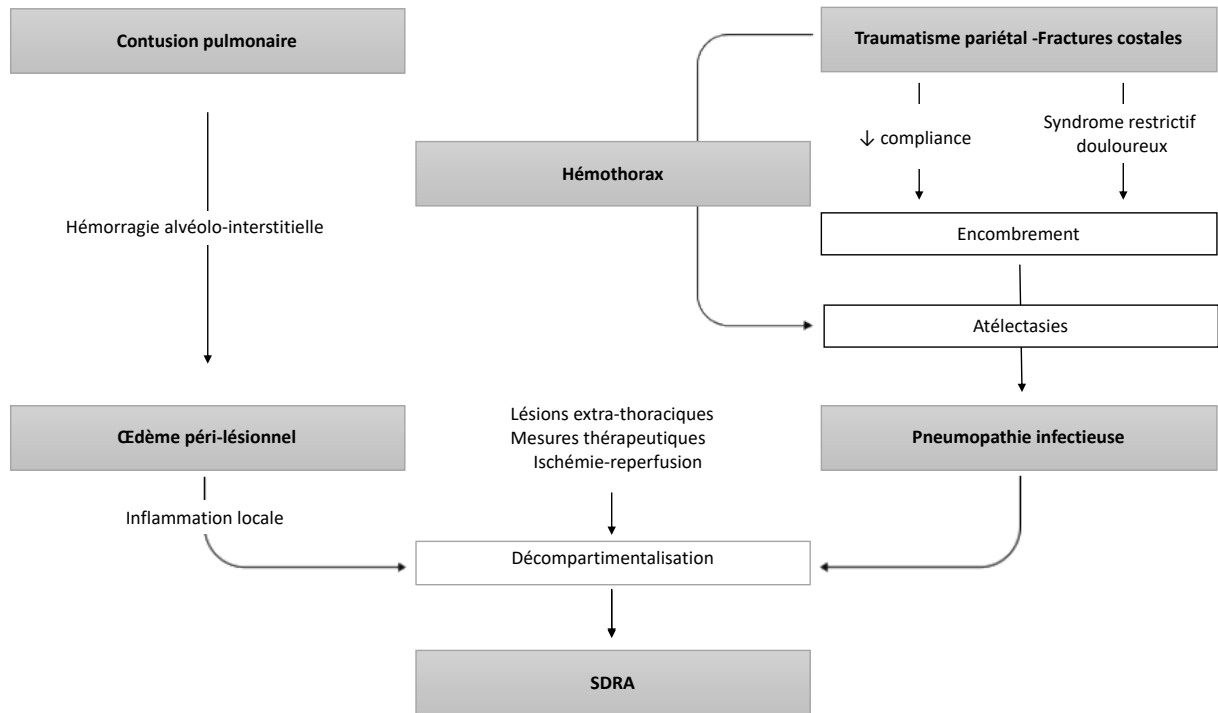 Contusion pulmonaire
Traumatisme pariétal -Fractures costales
↓ compliance
Syndrome restrictif
douloureux
Hémothorax
Hémorragie alvéolo-interstitielle
Encombrement
Atélectasies
Œdème péri-lésionnel
Lésions extra-thoraciques
Mesures thérapeutiques
Ischémie-reperfusion
Pneumopathie infectieuse
Inflammation locale
Décompartimentalisation
SDRA